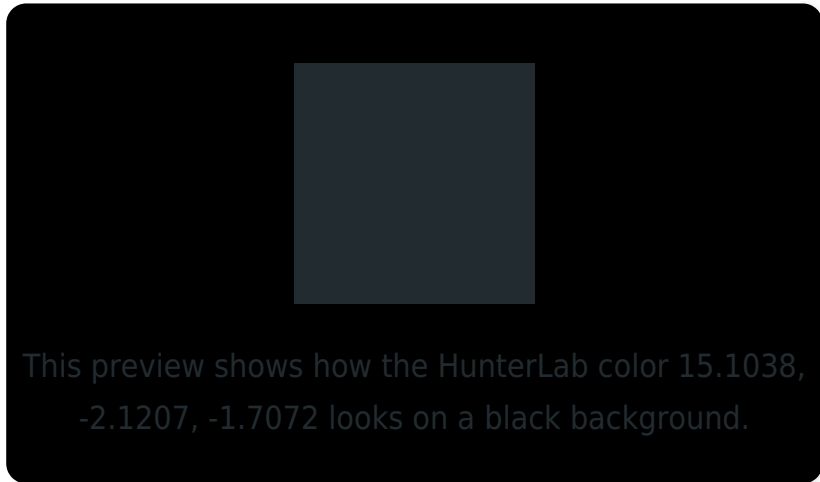 This preview shows how the HunterLab color 15.1038,
-2.1207, -1.7072 looks on a black background.